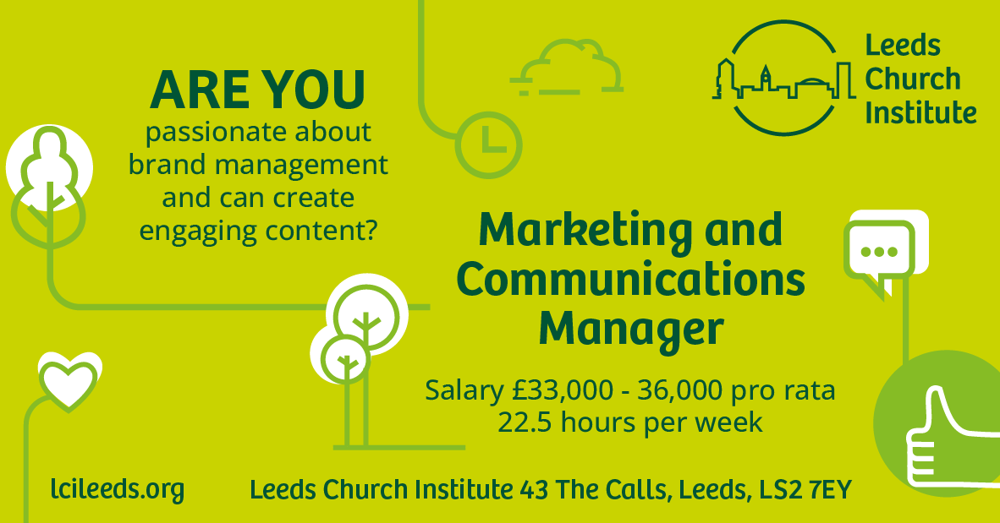 ARE YOU
passionate about
brand management
and can create
engaging content?
Leeds
Church
Institute
Marketing and
Communications
Manager
Salary £33,000 - 36,000 pro rata
22.5 hours per week
lcileeds.org
Leeds Church Institute 43 The Calls, Leeds, LS2 7EY